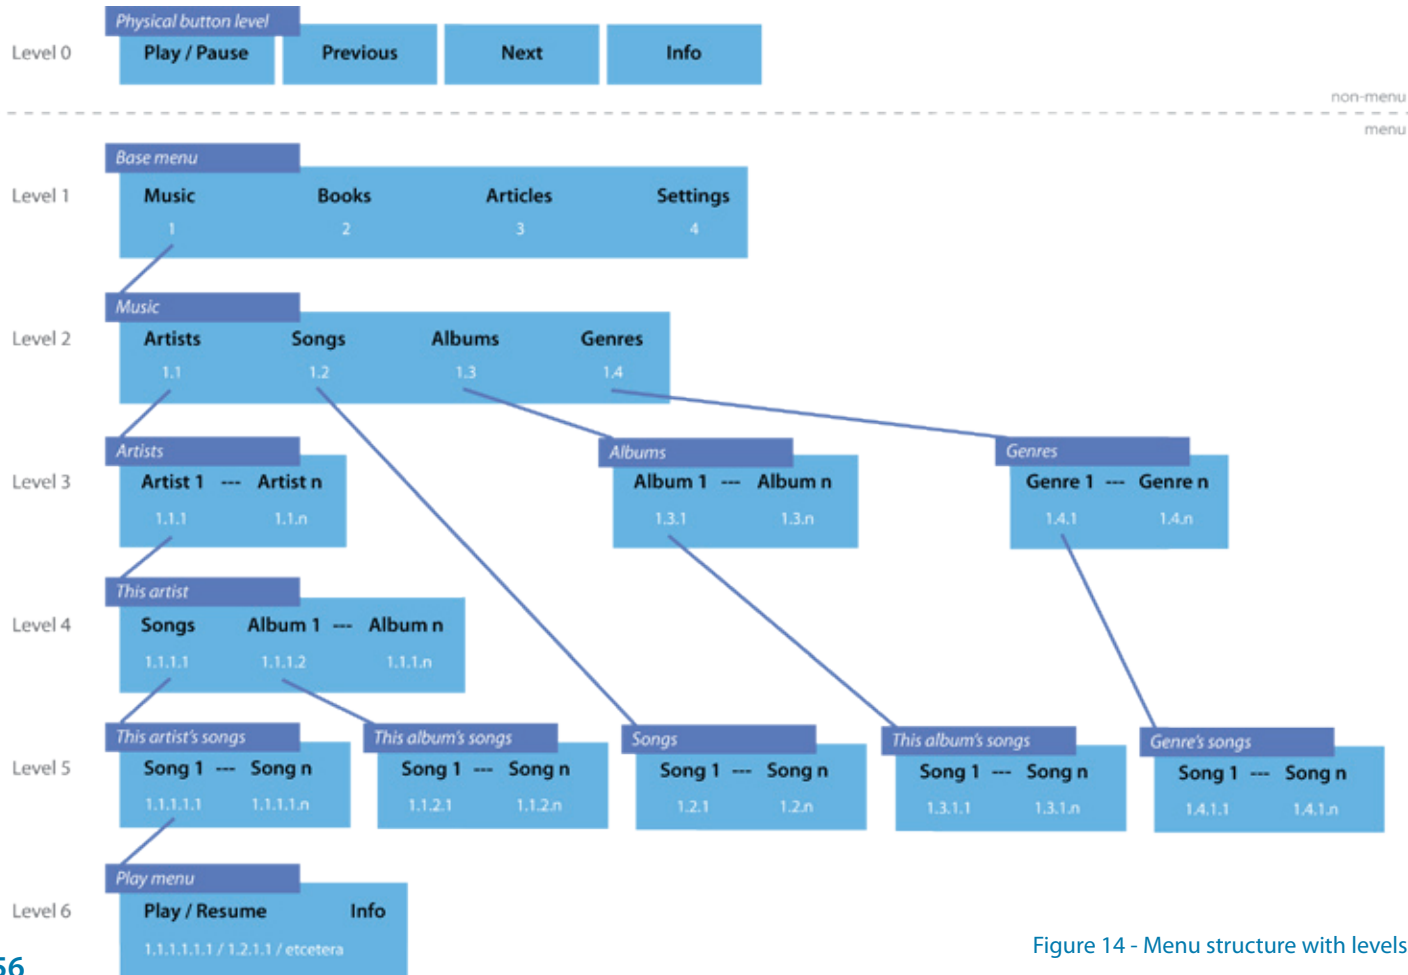 Physical button level
Level 0 Play / Pause Previous Next Info
non-menu
menu
Base menu
Level 1 Music Books Articles Settings
1 2 3 4
Music
Level 2 Artists Songs Albums Genres
1.1 1.2 1.3 1.4
Artists Albums Genres
Level 3 Artist 1 --- Artist n Album 1 --- Album n Genre 1 --- Genre n
1.1.1 1.1.n 1.3.1 1.3.n 1.4.1 1.4.n
This artist
Level 4 Songs Album 1 --- Album n
1.1.1.1 1.1.1.2 1.1.1.n
This artist's songs This album's songs Songs This album's songs Genre's songs
Level 5 Song 1 --- Song n Song 1 --- Song n Song 1 --- Song n Song 1 --- Song n Song 1 --- Song n
1.1.1.1.1 1.1.1.1.n 1.1.2.1 1.1.2.n 1.2.1 1.2.n 1.3.1.1 1.3.1.n 1.4.1.1 1.4.1.n
Play menu
Level 6 Play / Resume Info
1.1.1.1.1.1 / 1.2.1.1 / etcetera
Figure 14 - Menu structure with levels
56